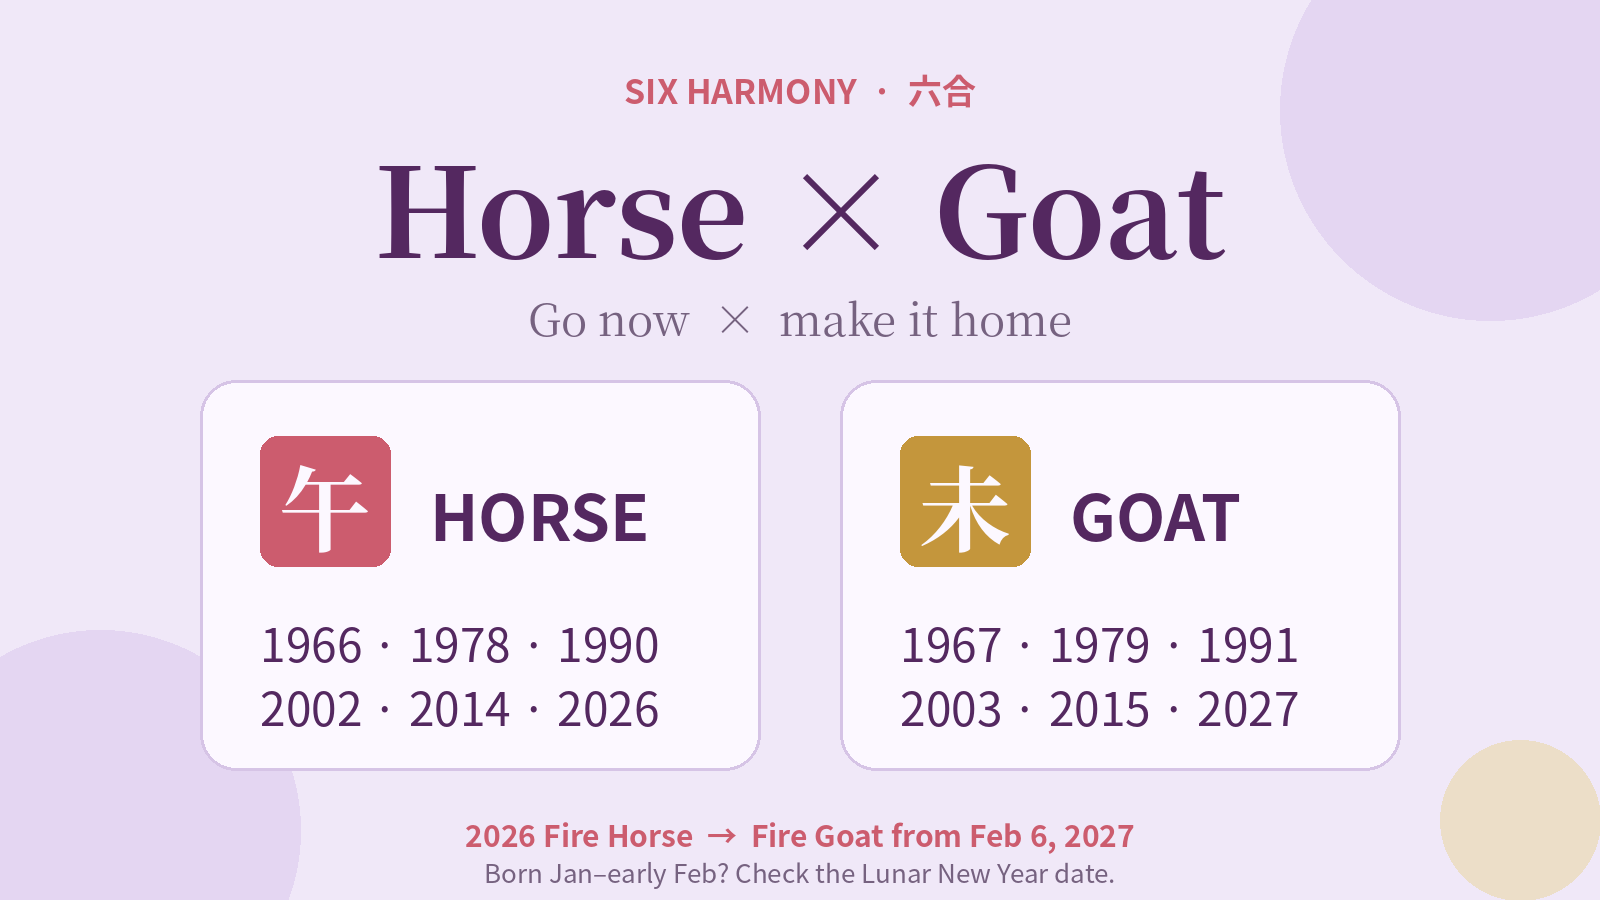 SIX HARMONY · 六合
Horse × Goat
Go now × make it home
午 HORSE
1966 · 1978 · 1990
2002 · 2014 · 2026
未 GOAT
1967 · 1979 · 1991
2003 · 2015 · 2027
2026 Fire Horse → Fire Goat from Feb 6, 2027
Born Jan–early Feb? Check the Lunar New Year date.